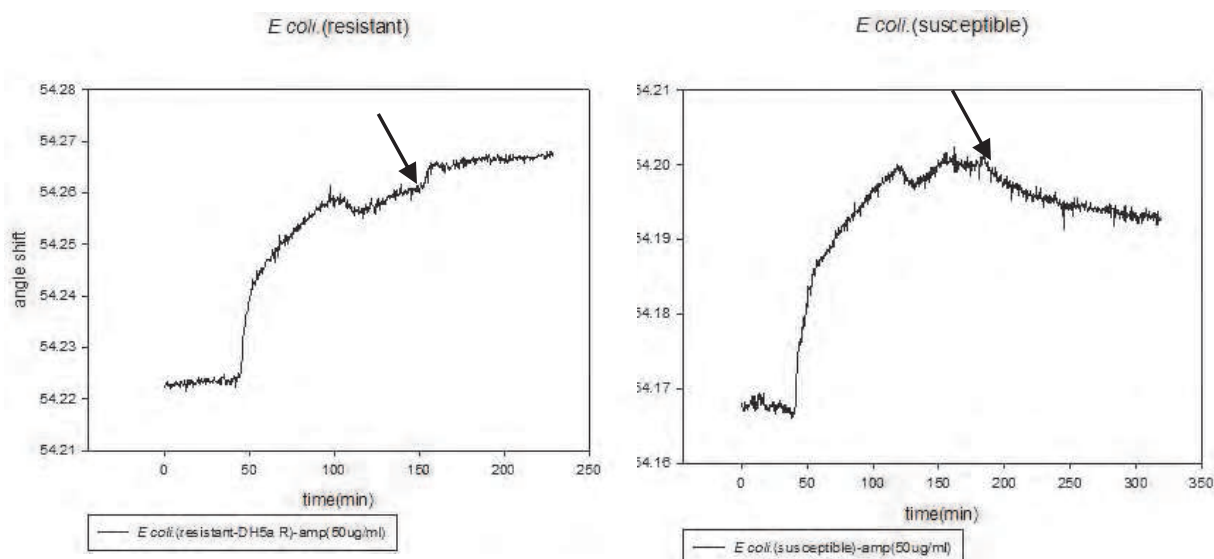 E coli.(resistant)
54.28
54.27
54.26
54.25
54.24
54.23
54.22
54.21
angle shift
0 50 100 150 200 250
time(min)
E coli.(resistant-DH5a R)-amp(50ug/ml)
E coli.(susceptible)
54.21
54.20
54.19
54.18
54.17
54.16
0 50 100 150 200 250 300 350
time(min)
E coli.(susceptible)-amp(50ug/ml)